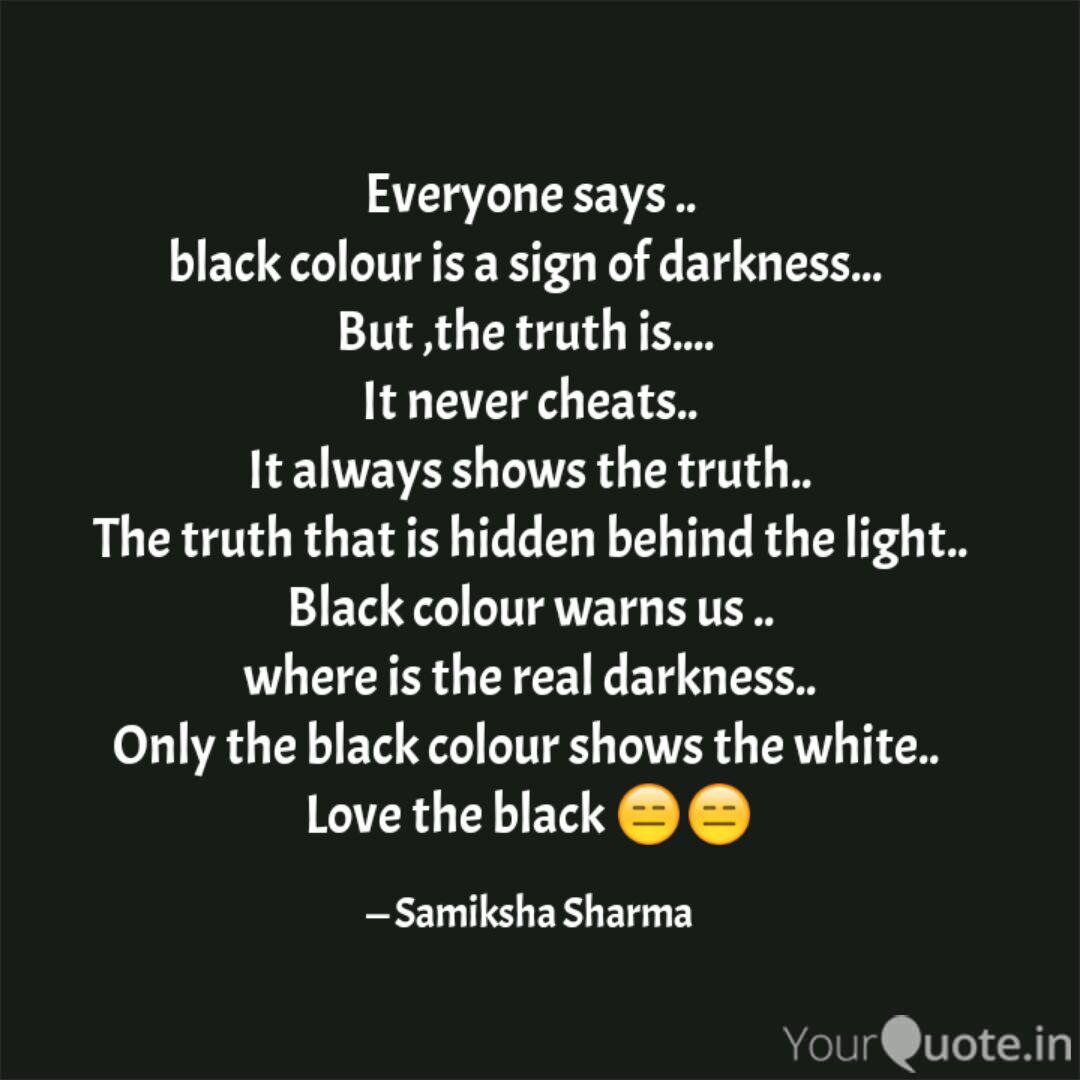 Everyone says ..
black colour is a sign of darkness...
But ,the truth is....
It never cheats..
It always shows the truth..
The truth that is hidden behind the light..
Black colour warns us ..
where is the real darkness..
Only the black colour shows the white..
Love the black 😑😑
– Samiksha Sharma
YourQuote.in